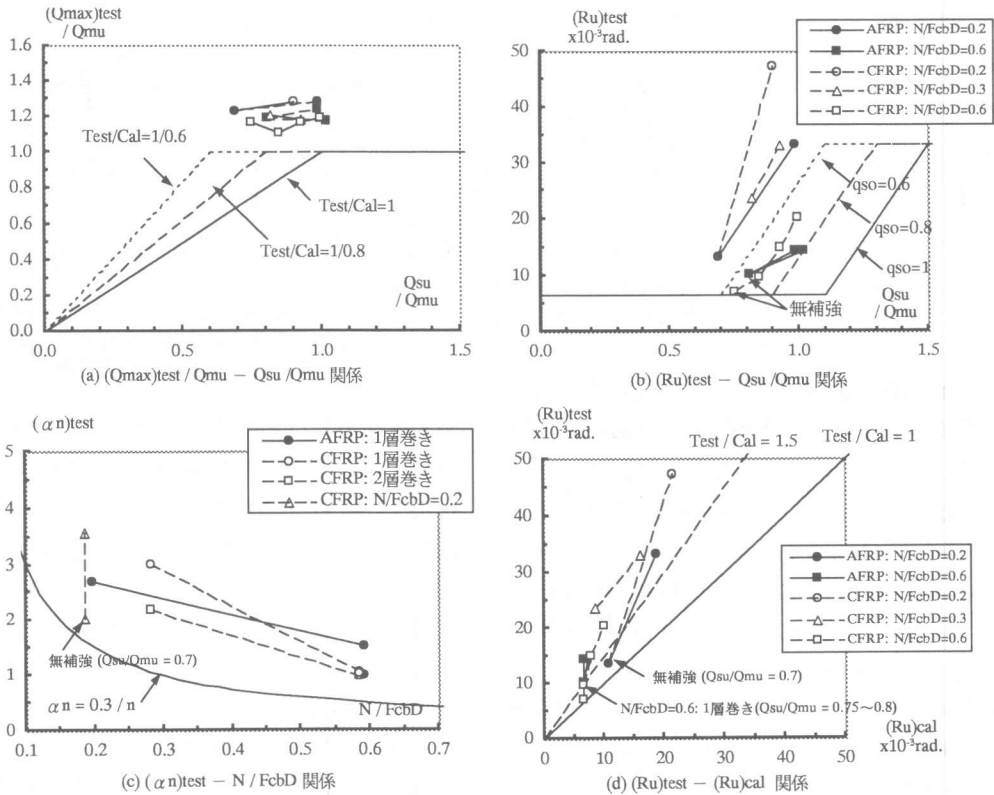 (Qmax)test
/ Qmu
1.6
1.4
1.2
1.0
0.8
0.6
0.4
0.2
0.0
Test/Cal=1/0.6
Test/Cal=1
Test/Cal=1/0.8
Qsu
/ Qmu
0.0
0.5
1.0
1.5
(a) (Qmax)test / Qmu − Qsu /Qmu 関係
(Ru)test
x10⁻³rad.
50
40
30
20
10
0
AFRP: N/FcbD=0.2
AFRP: N/FcbD=0.6
CFRP: N/FcbD=0.2
CFRP: N/FcbD=0.3
CFRP: N/FcbD=0.6
qso=0.6
qso=0.8
qso=1
Qsu
/ Qmu
無補強
0.0
0.5
1.0
1.5
(b) (Ru)test − Qsu /Qmu 関係
(αn)test
5
4
3
2
1
0
AFRP: 1層巻き
CFRP: 1層巻き
CFRP: 2層巻き
CFRP: N/FcbD=0.2
無補強 (Qsu/Qmu = 0.7)
αn = 0.3 / n
N / FcbD
0.1
0.2
0.3
0.4
0.5
0.6
0.7
(c) (αn)test − N / FcbD 関係
(Ru)test
x10⁻³rad.
Test / Cal = 1.5
Test / Cal = 1
50
40
30
20
10
0
AFRP: N/FcbD=0.2
AFRP: N/FcbD=0.6
CFRP: N/FcbD=0.2
CFRP: N/FcbD=0.3
CFRP: N/FcbD=0.6
無補強 (Qsu/Qmu = 0.7)
N/FcbD=0.6: 1層巻き(Qsu/Qmu = 0.75～0.8)
(Ru)cal
x10⁻³rad.
0
10
20
30
40
50
(d) (Ru)test − (Ru)cal 関係